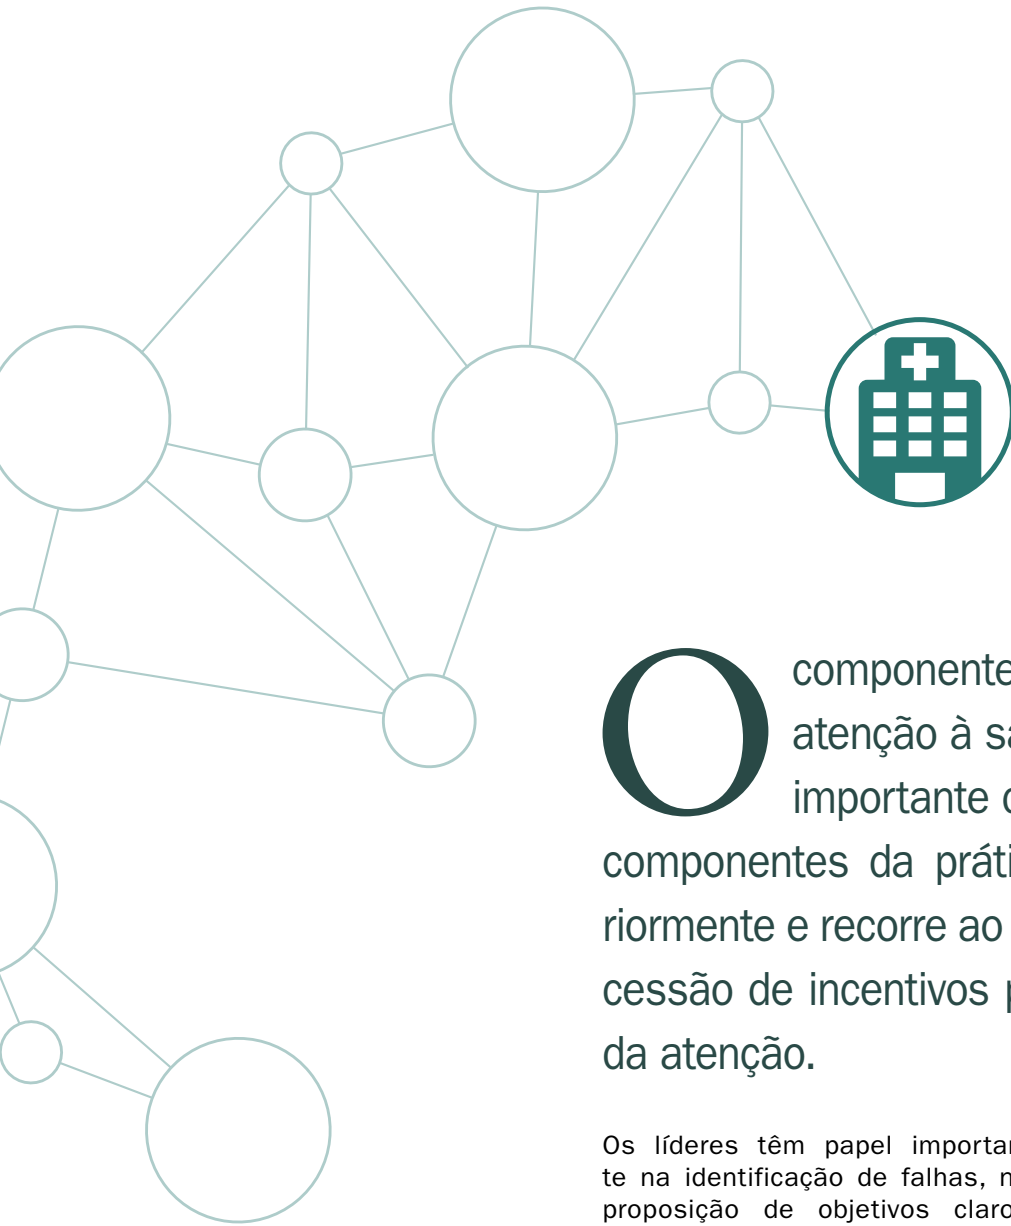 O componente
atenção à sa
importante
componentes da práti
riormente e recorre ao
cessão de incentivos
da atenção.
Os líderes têm papel importan
te na identificação de falhas, n
proposição de objetivos claro